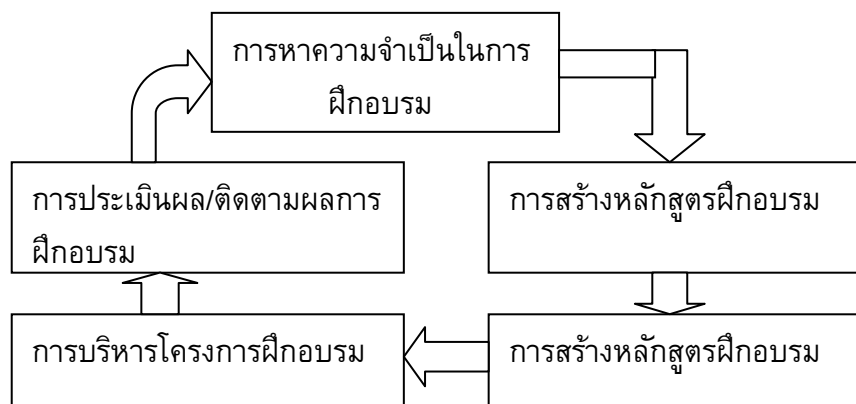 การหาความจำเป็นในการ
ฝึกอบรม
การประเมินผล/ติดตามผลการ
ฝึกอบรม
การสร้างหลักสูตรฝึกอบรม
การบริหารโครงการฝึกอบรม
การสร้างหลักสูตรฝึกอบรม